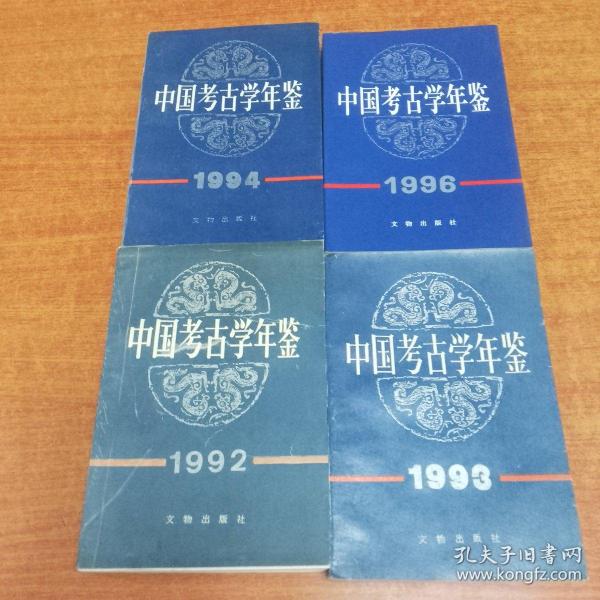 中国考古学年鉴
1994
文物出版社
中国考古学年鉴
1996
文物出版社
中国考古学年鉴
1992
文物出版社
中国考古学年鉴
1993
文物出版社
孔夫子旧书网
www.kongfz.com